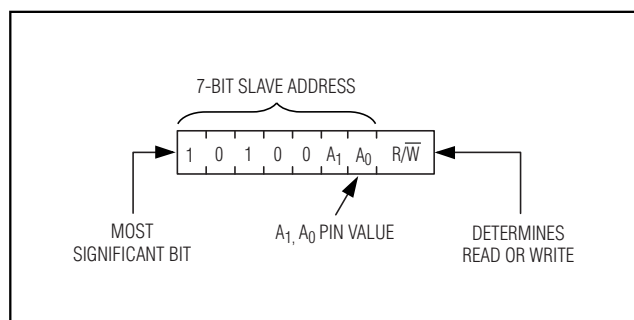 7-BIT SLAVE ADDRESS
1 0 1 0 0 A1 A0 R/W̅
MOST
SIGNIFICANT BIT
A1, A0 PIN VALUE
DETERMINES
READ OR WRITE